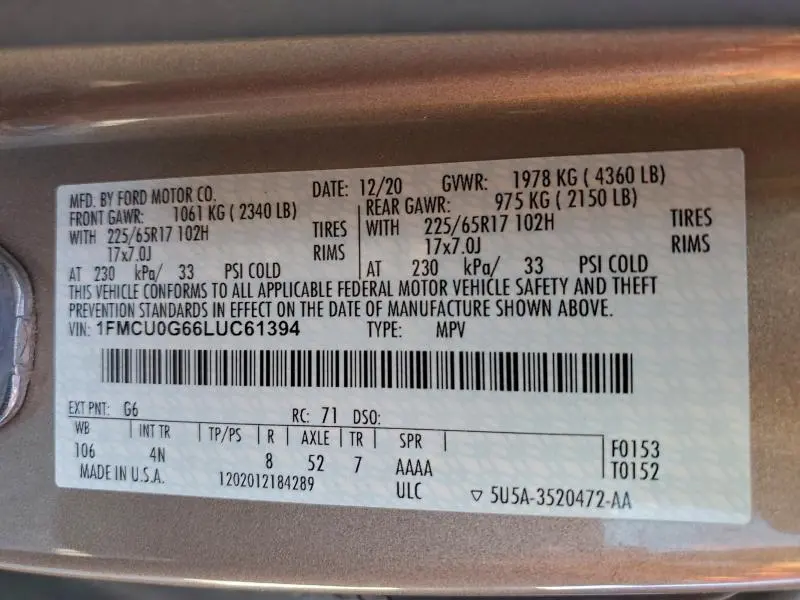 MFD. BY FORD MOTOR CO. DATE: 12/20 GVWR: 1978 KG ( 4360 LB)
FRONT GAWR: 1061 KG ( 2340 LB) REAR GAWR: 975 KG ( 2150 LB)
WITH 225/65R17 102H TIRES WITH 225/65R17 102H TIRES
17x7.0J RIMS 17x7.0J RIMS
AT 230 kPa/ 33 PSI COLD AT 230 kPa/ 33 PSI COLD
THIS VEHICLE CONFORMS TO ALL APPLICABLE FEDERAL MOTOR VEHICLE SAFETY AND THEFT
PREVENTION STANDARDS IN EFFECT ON THE DATE OF MANUFACTURE SHOWN ABOVE.
VIN: 1FMCU0G66LUC61394 TYPE: MPV
EXT PNT: G6 RC: 71 DSO:
WB INT TR TP/PS R AXLE TR SPR
106 4N 8 52 7 AAAA
F0153
T0152
MADE IN U.S.A. 1202012184289 ULC ▽ 5U5A-3520472-AA